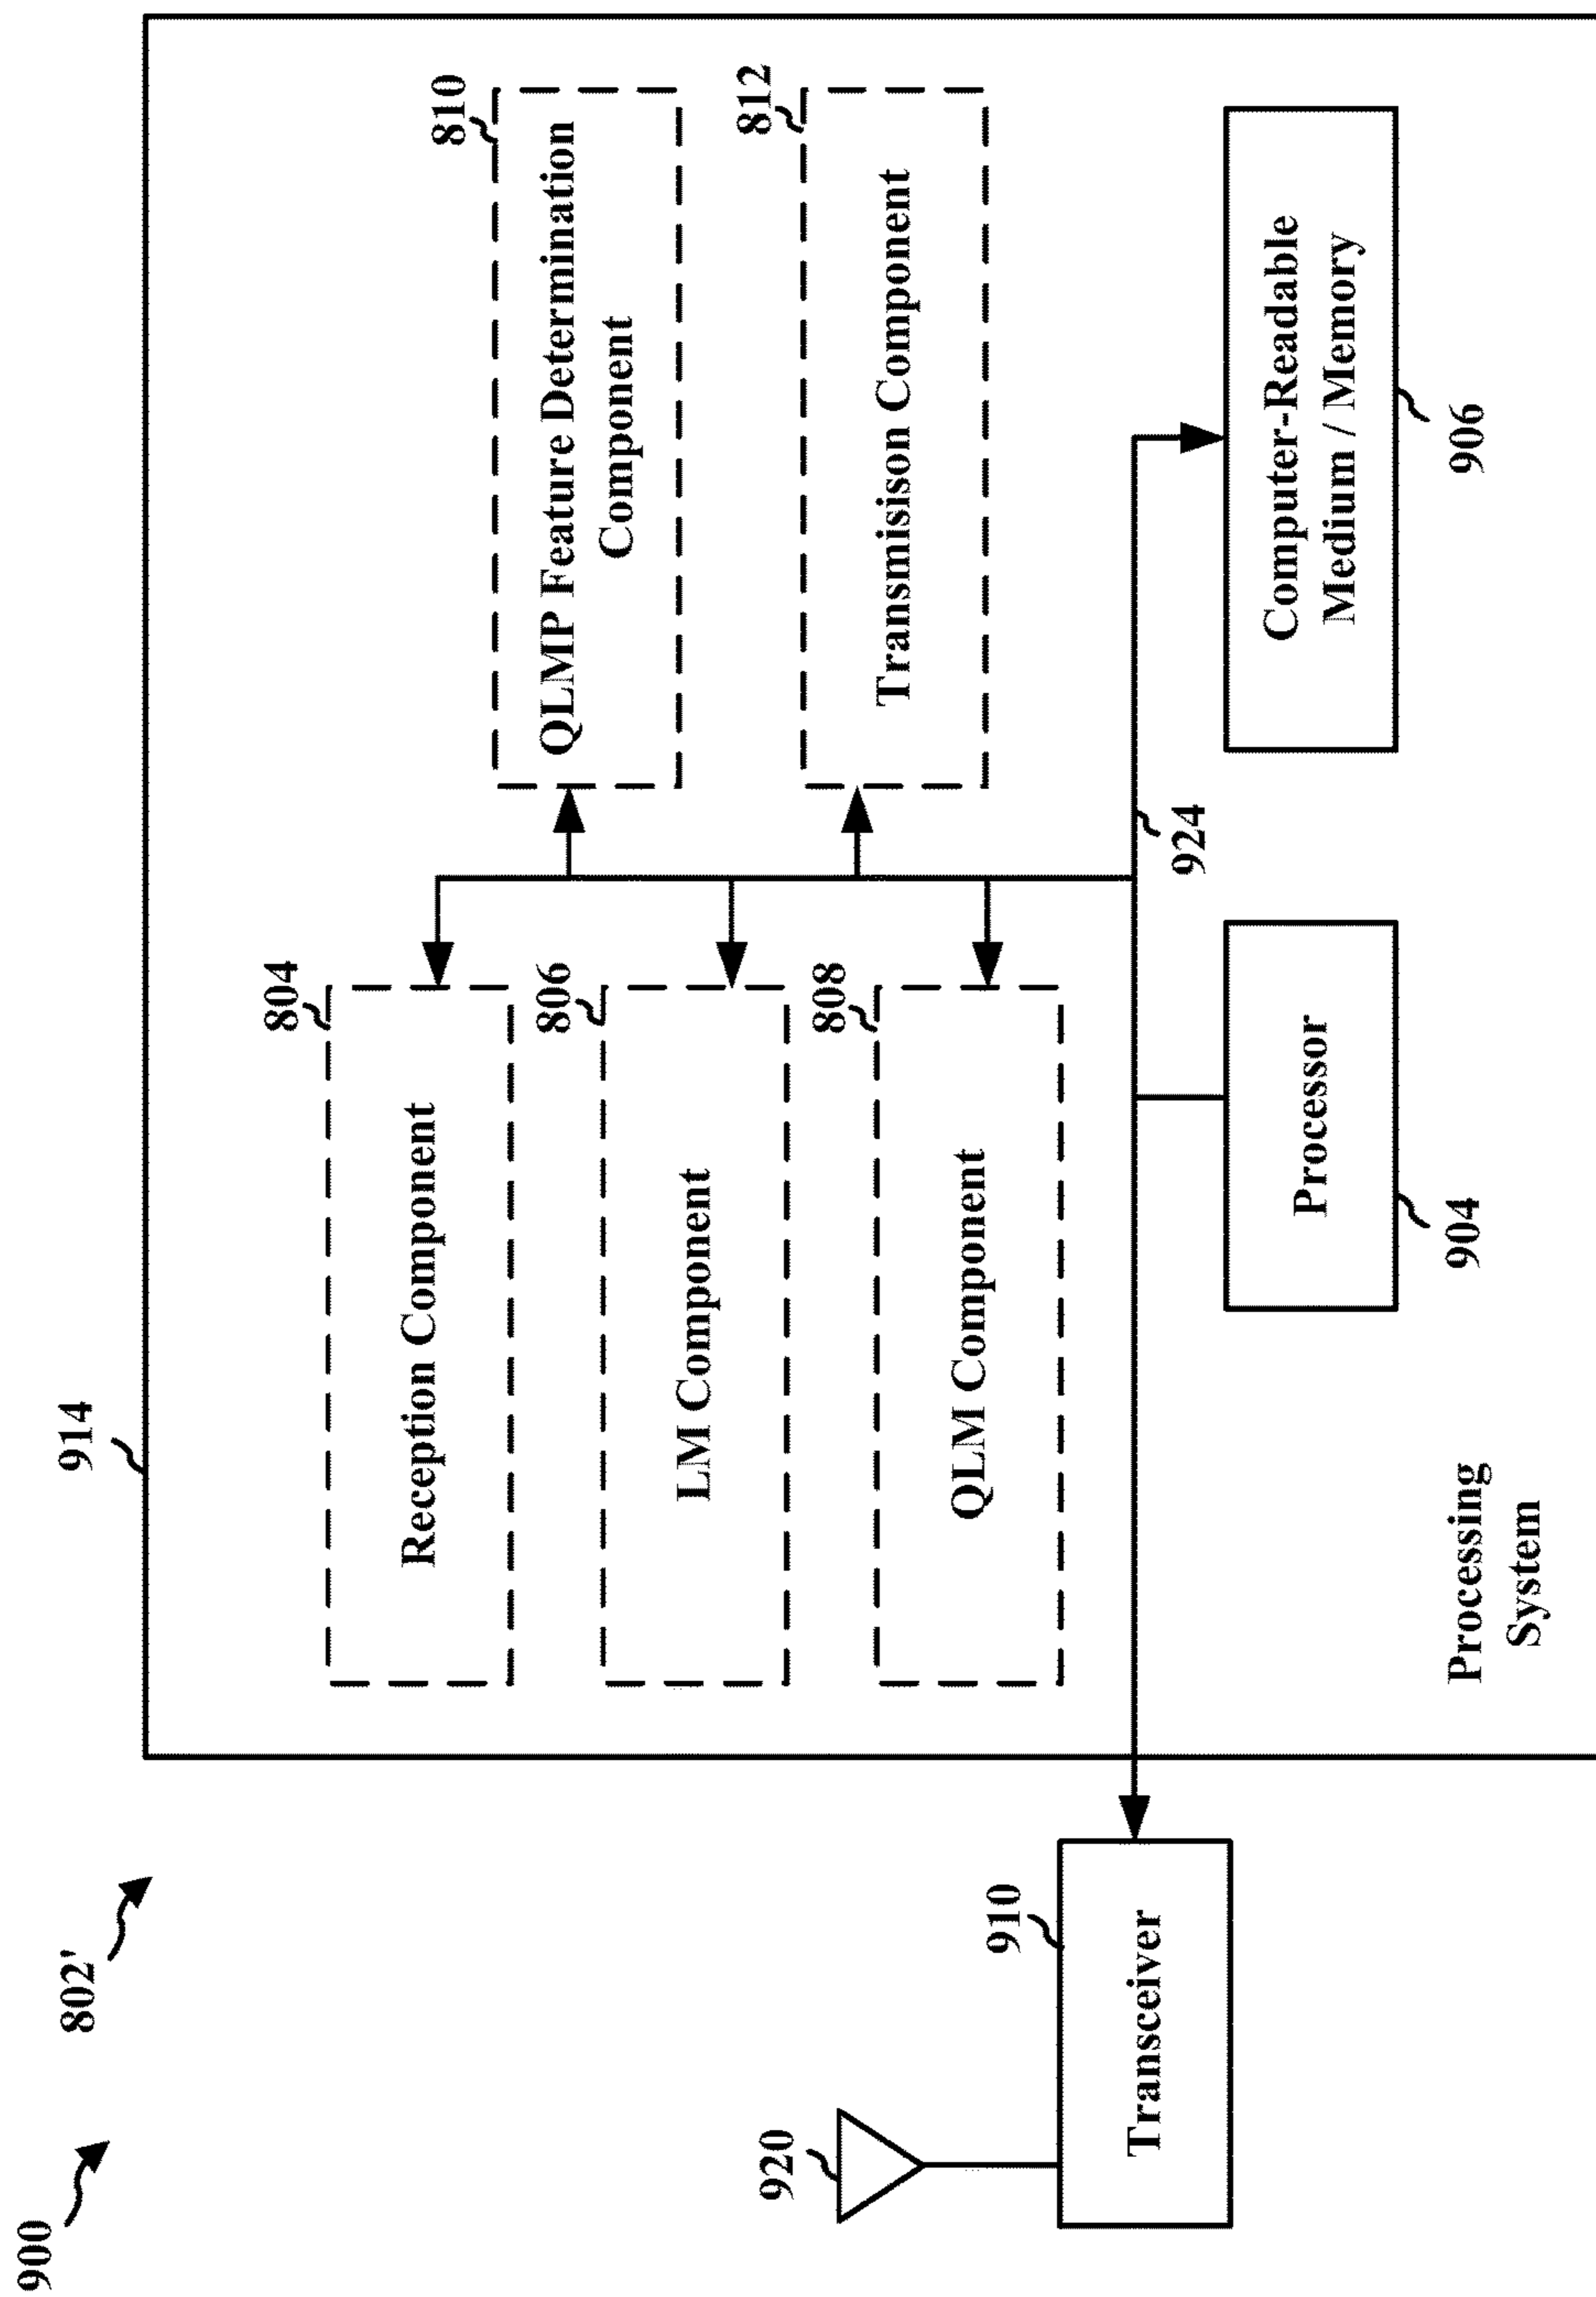 900
802'
914
804
Reception Component
806
LM Component
808
QLM Component
810
QLMP Feature Determination
Component
812
Transmisison Component
920
910
Transceiver
924
Processor
904
Computer-Readable
Medium / Memory
906
Processing
System